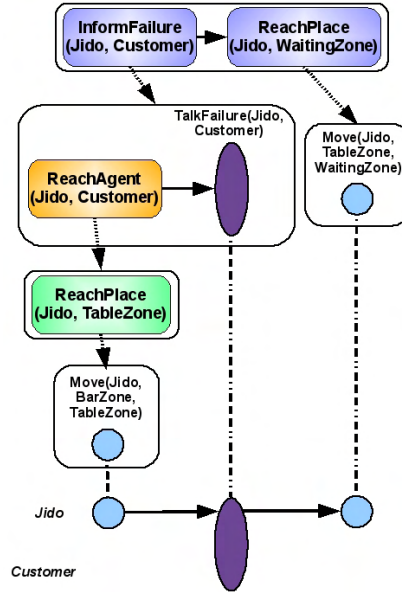 InformFailure
(Jido, Customer)
ReachPlace
(Jido, WaitingZone)
TalkFailure(Jido,
Customer)
Move(Jido,
TableZone,
WaitingZone)
ReachAgent
(Jido, Customer)
ReachPlace
(Jido, TableZone)
Move(Jido,
BarZone,
TableZone)
Jido
Customer